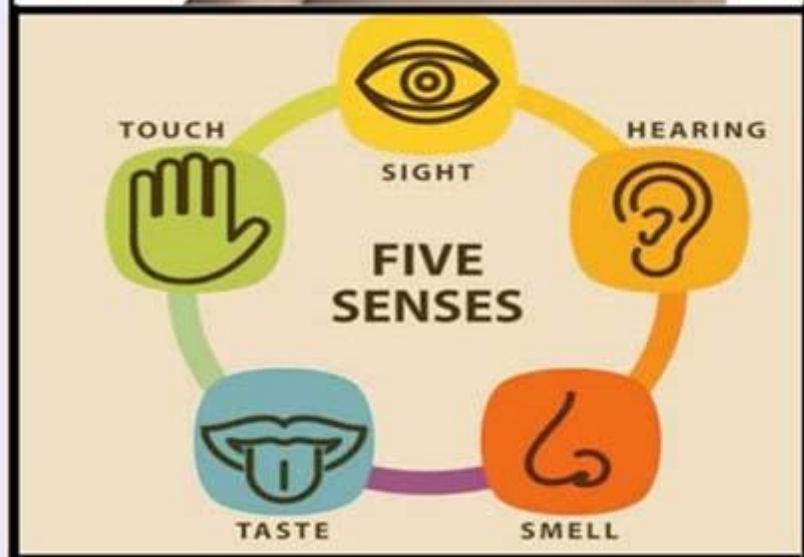 TOUCH
HEARING
SIGHT
FIVE
SENSES
TASTE
SMELL